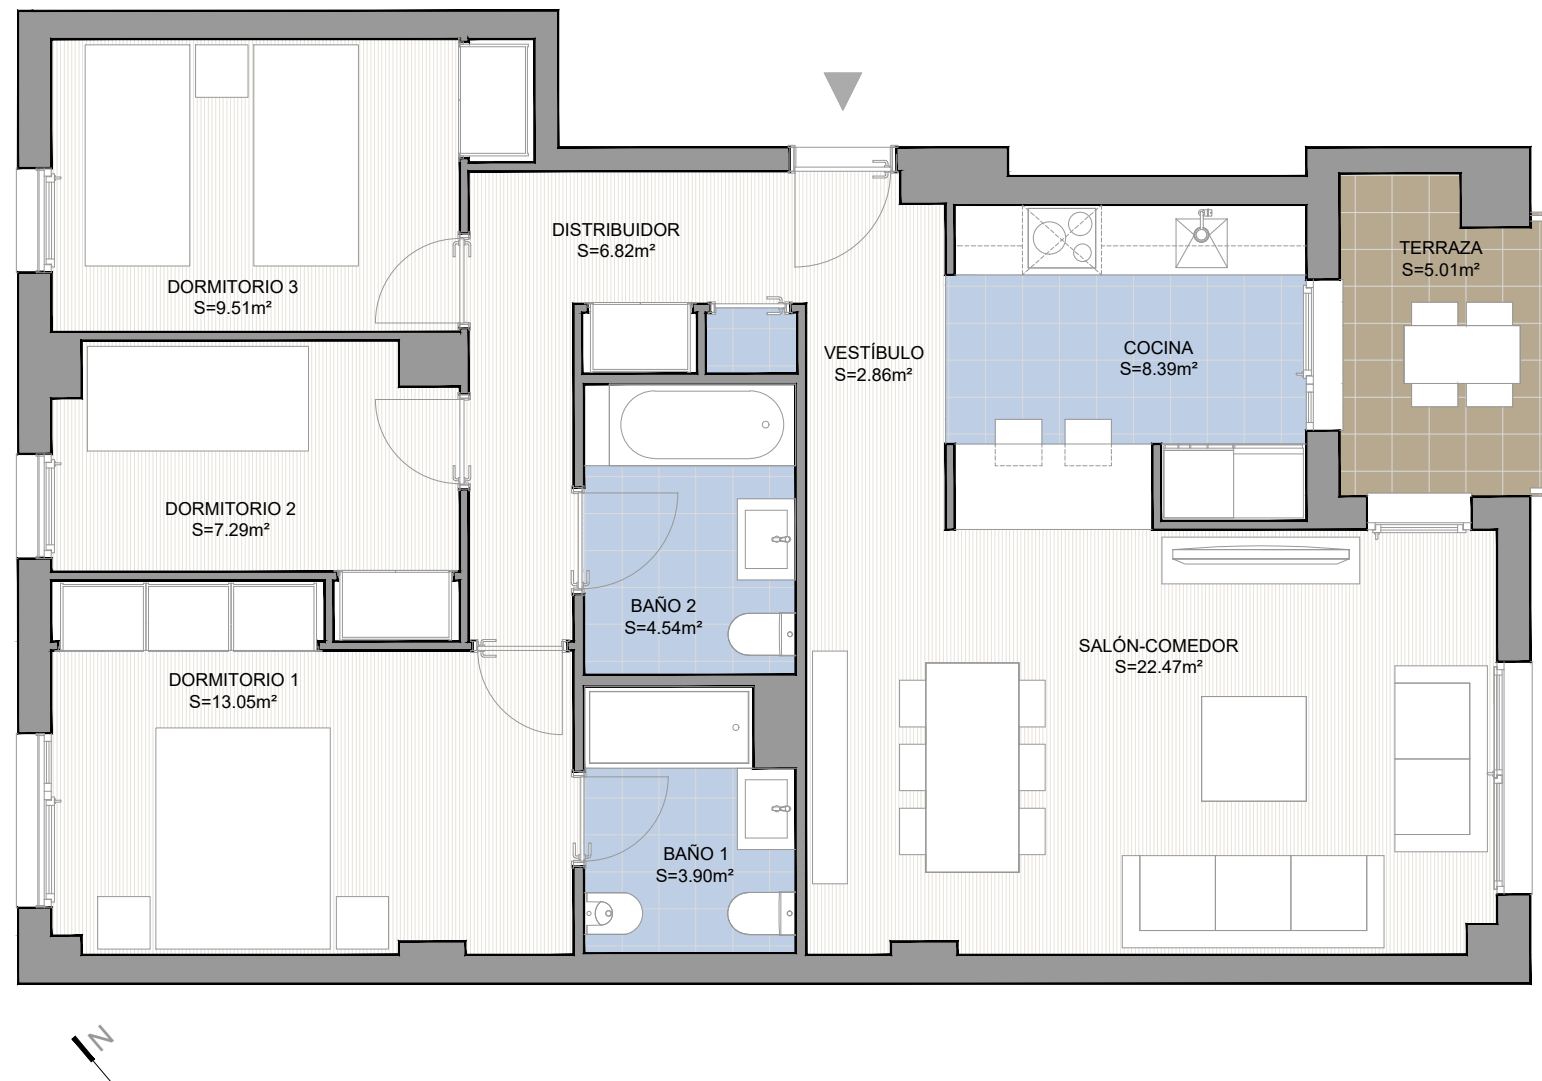 DISTRIBUIDOR
S=6.82m²
TERRAZA
S=5.01m²
DORMITORIO 3
S=9.51m²
VESTÍBULO
S=2.86m²
COCINA
S=8.39m²
DORMITORIO 2
S=7.29m²
BAÑO 2
S=4.54m²
SALÓN-COMEDOR
S=22.47m²
DORMITORIO 1
S=13.05m²
BAÑO 1
S=3.90m²
N